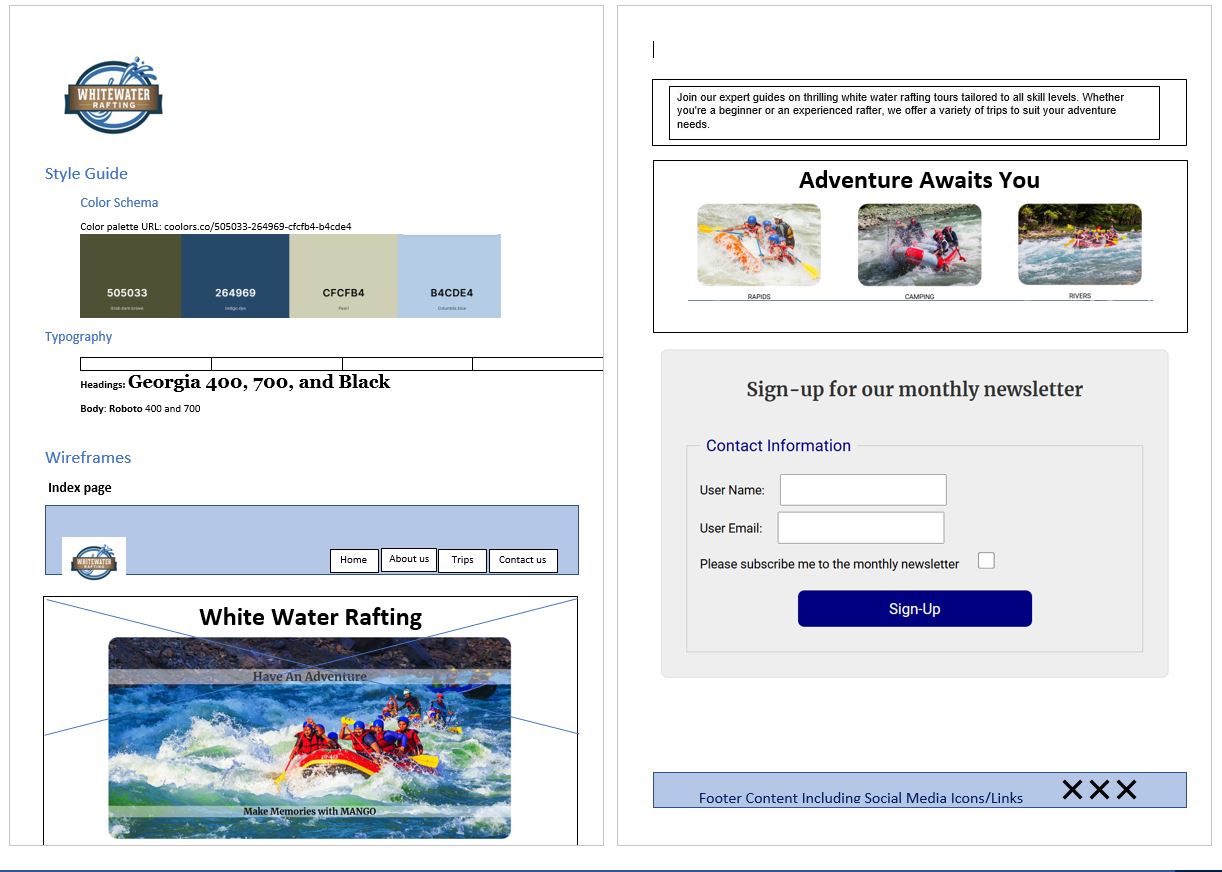 WHITEWATER
RAFTING
Style Guide
Color Schema
Color palette URL: coolors.co/505033-264969-cfcfb4-b4cde4
505033 264969 CFCFB4 B4CDE4
Drab dark brown Indigo dye Pearl Columbia blue
Typography
Headings: Georgia 400, 700, and Black
Body: Roboto 400 and 700
Wireframes
Index page
WHITEWATER
RAFTING
Home About us Trips Contact us
White Water Rafting
Have An Adventure
Make Memories with MANGO
Join our expert guides on thrilling white water rafting tours tailored to all skill levels. Whether
you're a beginner or an experienced rafter, we offer a variety of trips to suit your adventure
needs.
Adventure Awaits You
RAPIDS CAMPING RIVERS
Sign-up for our monthly newsletter
Contact Information
User Name:
User Email:
Please subscribe me to the monthly newsletter
Sign-Up
Footer Content Including Social Media Icons/Links